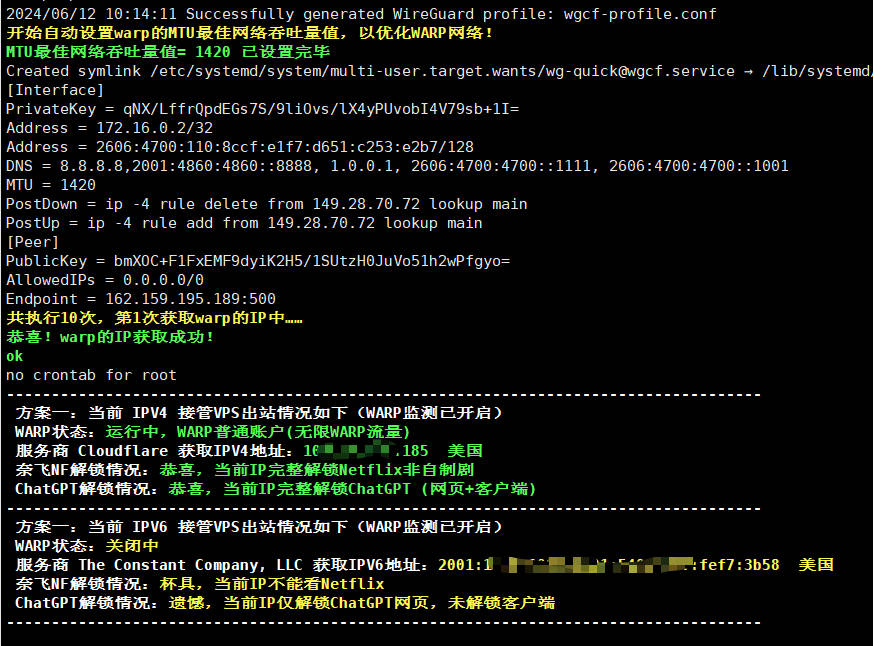 2024/06/12 10:14:11 Successfully generated WireGuard profile: wgcf-profile.conf
开始自动设置warp的MTU最佳网络吞吐量值，以优化WARP网络！
MTU最佳网络吞吐量值= 1420 已设置完毕
Created symlink /etc/systemd/system/multi-user.target.wants/wg-quick@wgcf.service → /lib/systemd/
[Interface]
PrivateKey = qNX/LffrQpdEGs7S/9liOvs/lX4yPUvobI4V79sb+1I=
Address = 172.16.0.2/32
Address = 2606:4700:110:8ccf:e1f7:d651:c253:e2b7/128
DNS = 8.8.8.8,2001:4860:4860::8888, 1.0.0.1, 2606:4700:4700::1111, 2606:4700:4700::1001
MTU = 1420
PostDown = ip -4 rule delete from 149.28.70.72 lookup main
PostUp = ip -4 rule add from 149.28.70.72 lookup main
[Peer]
PublicKey = bmXOC+F1FxEMF9dyiK2H5/1SUtzH0JuVo51h2wPfgyo=
AllowedIPs = 0.0.0.0/0
Endpoint = 162.159.195.189:500
共执行10次，第1次获取warp的IP中……
恭喜！warp的IP获取成功！
ok
no crontab for root
------------------------------------------------------------------------------------
方案一：当前 IPV4 接管VPS出站情况如下（WARP监测已开启）
WARP状态：运行中，WARP普通账户(无限WARP流量)
服务商 Cloudflare 获取IPV4地址：10 .185 美国
奈飞NF解锁情况：恭喜，当前IP完整解锁Netflix非自制剧
ChatGPT解锁情况：恭喜，当前IP完整解锁ChatGPT (网页+客户端)
------------------------------------------------------------------------------------
方案一：当前 IPV6 接管VPS出站情况如下（WARP监测已开启）
WARP状态：关闭中
服务商 The Constant Company, LLC 获取IPV6地址：2001:1 :fef7:3b58 美国
奈飞NF解锁情况：杯具，当前IP不能看Netflix
ChatGPT解锁情况：遗憾，当前IP仅解锁ChatGPT网页，未解锁客户端
------------------------------------------------------------------------------------